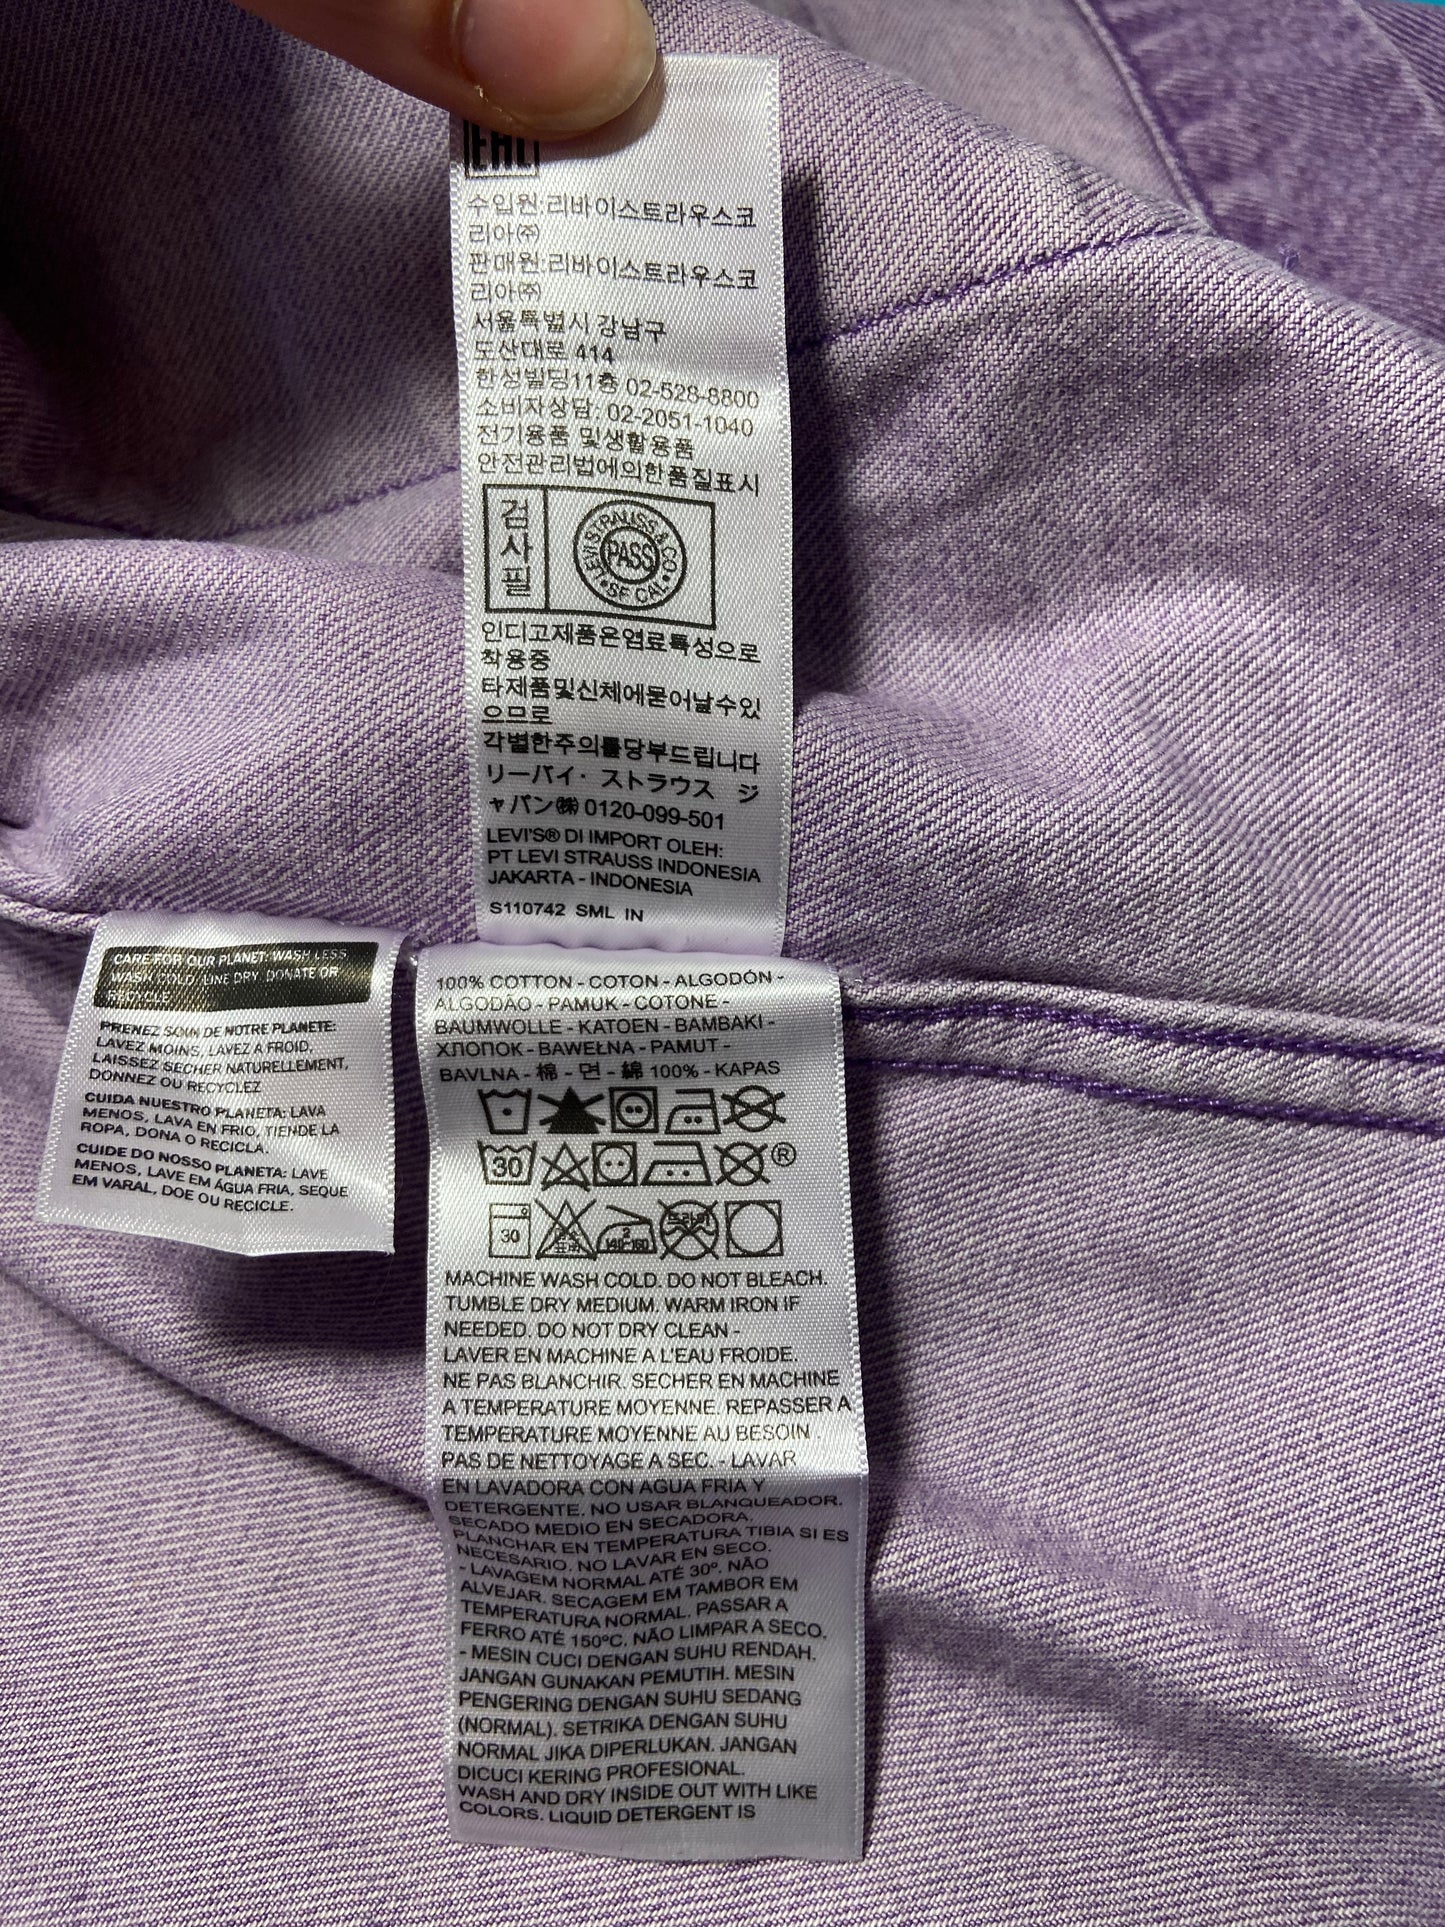 EAC
수입원:리바이스트라우스코
리아㈜
판매원:리바이스트라우스코
리아㈜
서울특별시 강남구
도산대로 414
한성빌딩11층 02-528-8800
소비자상담: 02-2051-1040
전기용품 및생활용품
안전관리법에의한품질표시
검사필
LEVI STRAUSS & CO
PASS
SF CAL
인디고제품은염료특성으로
착용중
타제품및신체에묻어날수있
으므로
각별한주의를당부드립니다
リーバイ・ストラウス ジ
ャパン㈱ 0120-099-501
LEVI'S® DI IMPORT OLEH:
PT LEVI STRAUSS INDONESIA
JAKARTA - INDONESIA
S110742 SML IN
CARE FOR OUR PLANET: WASH LESS
WASH COLD, LINE DRY, DONATE OR
RECYCLE
PRENEZ SOIN DE NOTRE PLANETE:
LAVEZ MOINS, LAVEZ A FROID,
LAISSEZ SECHER NATURELLEMENT,
DONNEZ OU RECYCLEZ
CUIDA NUESTRO PLANETA: LAVA
MENOS, LAVA EN FRIO, TIENDE LA
ROPA, DONA O RECICLA.
CUIDE DO NOSSO PLANETA: LAVE
MENOS, LAVE EM ÁGUA FRIA, SEQUE
EM VARAL, DOE OU RECICLE.
100% COTTON - COTON - ALGODÓN -
ALGODÃO - PAMUK - COTONE -
BAUMWOLLE - KATOEN - BAMBAKI -
ХЛОПОК - BAWEŁNA - PAMUT -
BAVLNA - 棉 - 면 - 綿 100% - KAPAS
30 ®
30 2 140~160 드라이
MACHINE WASH COLD. DO NOT BLEACH.
TUMBLE DRY MEDIUM. WARM IRON IF
NEEDED. DO NOT DRY CLEAN -
LAVER EN MACHINE A L'EAU FROIDE.
NE PAS BLANCHIR. SECHER EN MACHINE
A TEMPERATURE MOYENNE. REPASSER A
TEMPERATURE MOYENNE AU BESOIN .
PAS DE NETTOYAGE A SEC. - LAVAR
EN LAVADORA CON AGUA FRIA Y
DETERGENTE. NO USAR BLANQUEADOR.
SECADO MEDIO EN SECADORA.
PLANCHAR EN TEMPERATURA TIBIA SI ES
NECESARIO. NO LAVAR EN SECO.
- LAVAGEM NORMAL ATÉ 30º. NÃO
ALVEJAR. SECAGEM EM TAMBOR EM
TEMPERATURA NORMAL. PASSAR A
FERRO ATÉ 150ºC. NÃO LIMPAR A SECO.
- MESIN CUCI DENGAN SUHU RENDAH.
JANGAN GUNAKAN PEMUTIH. MESIN
PENGERING DENGAN SUHU SEDANG
(NORMAL). SETRIKA DENGAN SUHU
NORMAL JIKA DIPERLUKAN. JANGAN
DICUCI KERING PROFESIONAL.
WASH AND DRY INSIDE OUT WITH LIKE
COLORS. LIQUID DETERGENT IS